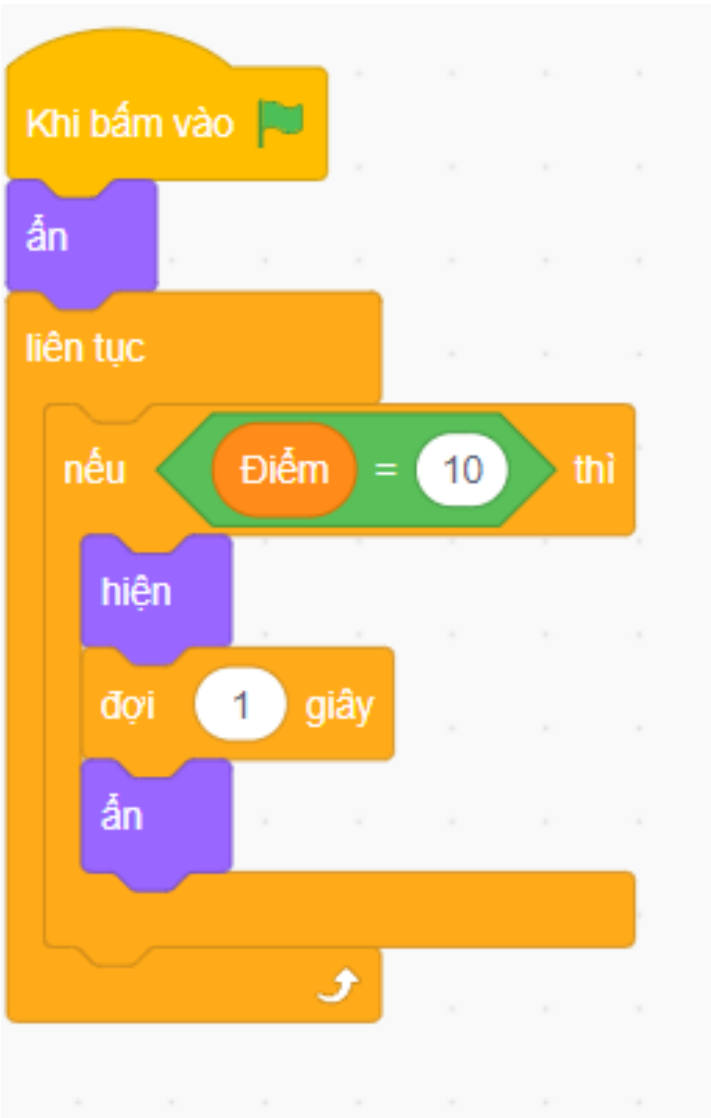 Khi bấm vào
ẩn
liên tục
nếu Điểm = 10 thì
hiện
đợi 1 giây
ẩn